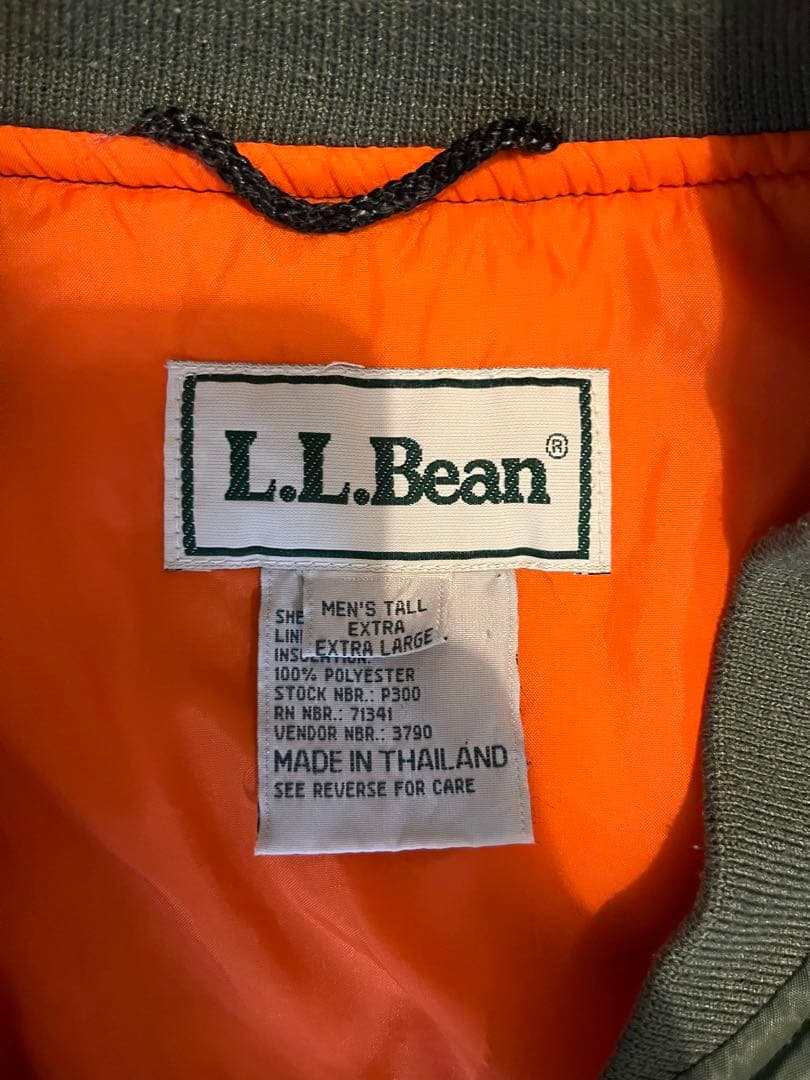 L.L.Bean®
MEN'S TALL
EXTRA
EXTRA LARGE
100% POLYESTER
STOCK NBR.: P300
RN NBR.: 71341
VENDOR NBR.: 3790
MADE IN THAILAND
SEE REVERSE FOR CARE